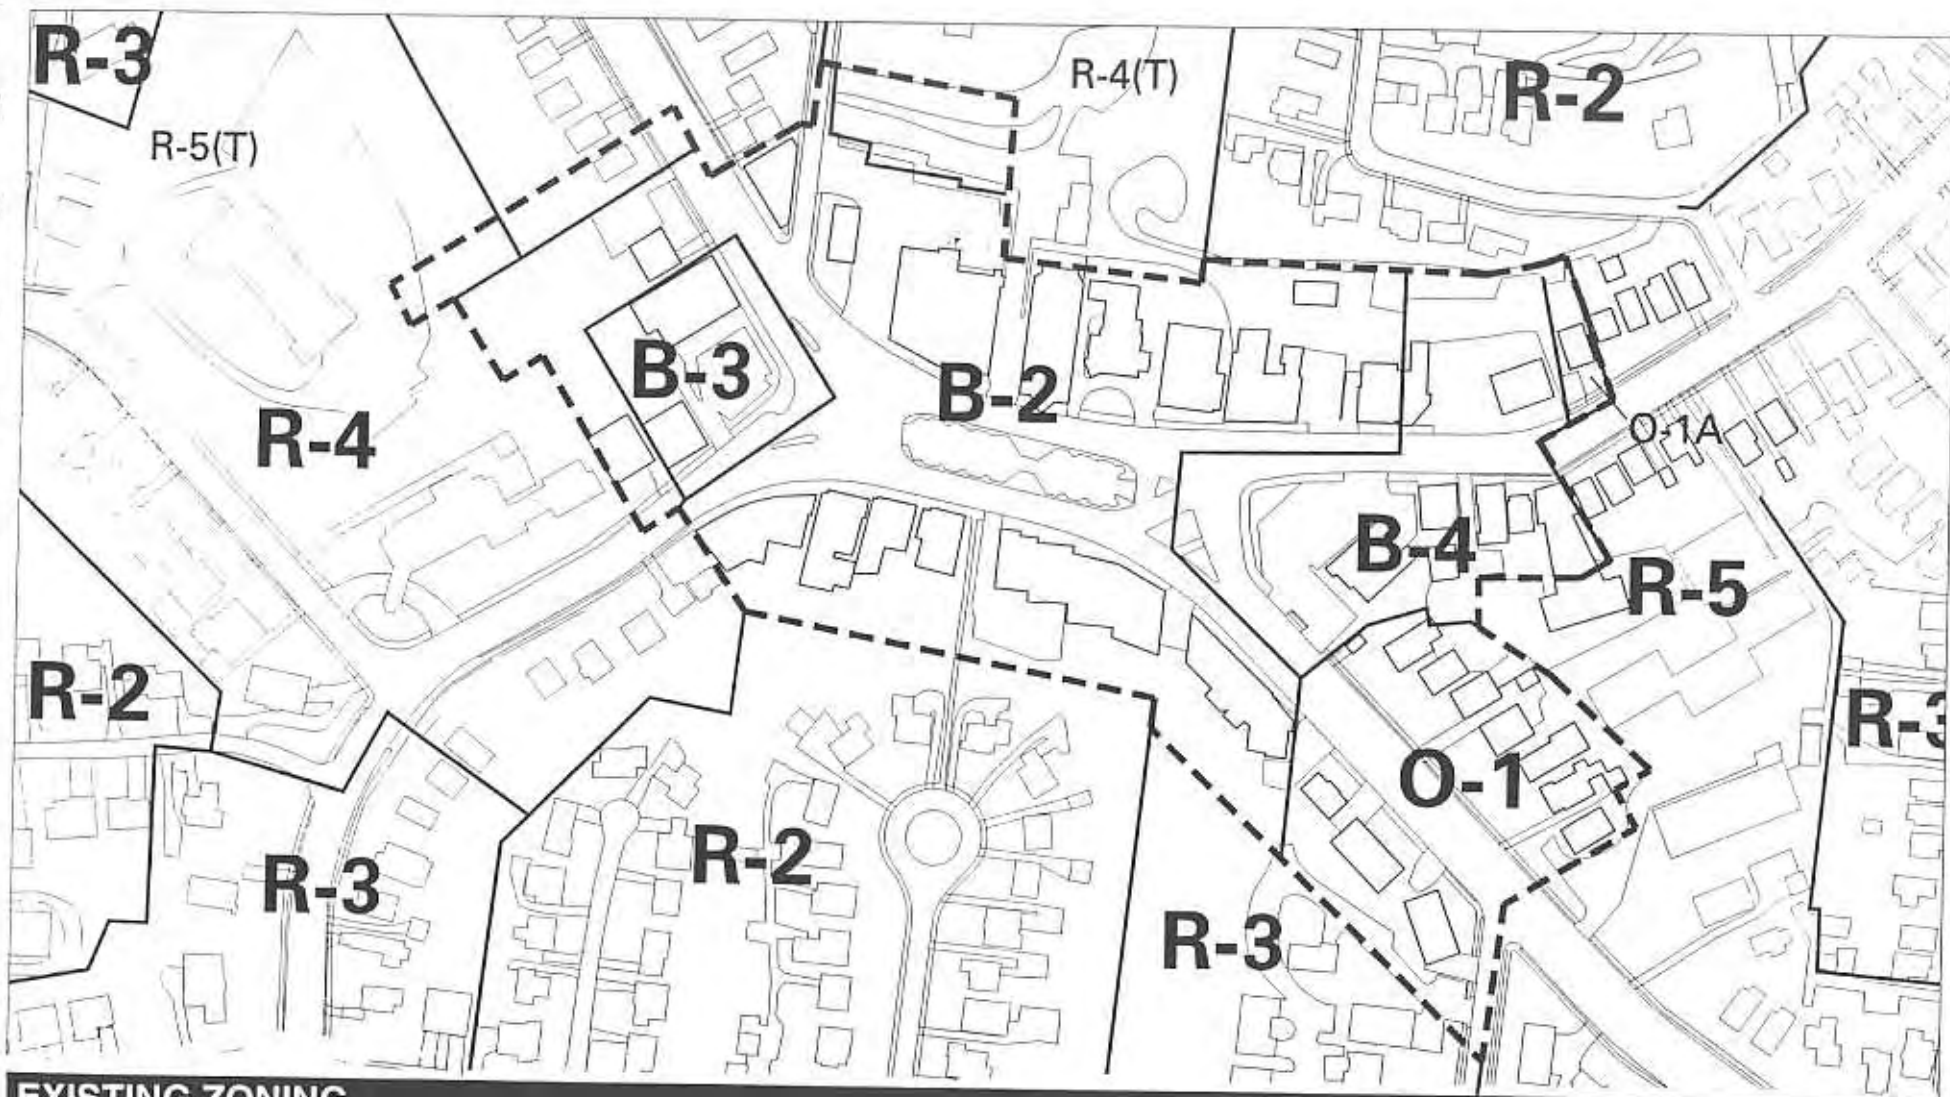 R-3
R-4(T)
R-2
R-5(T)
B-3
B-2
R-4
O-1A
B-4
R-5
R-2
R-3
O-1
R-2
R-3
R-3
EXISTING ZONING